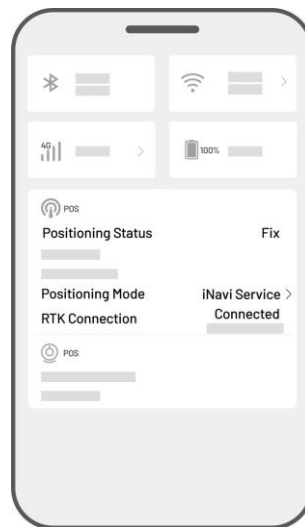 4G
100%
POS
Positioning Status Fix
Positioning Mode iNavi Service >
RTK Connection Connected
POS